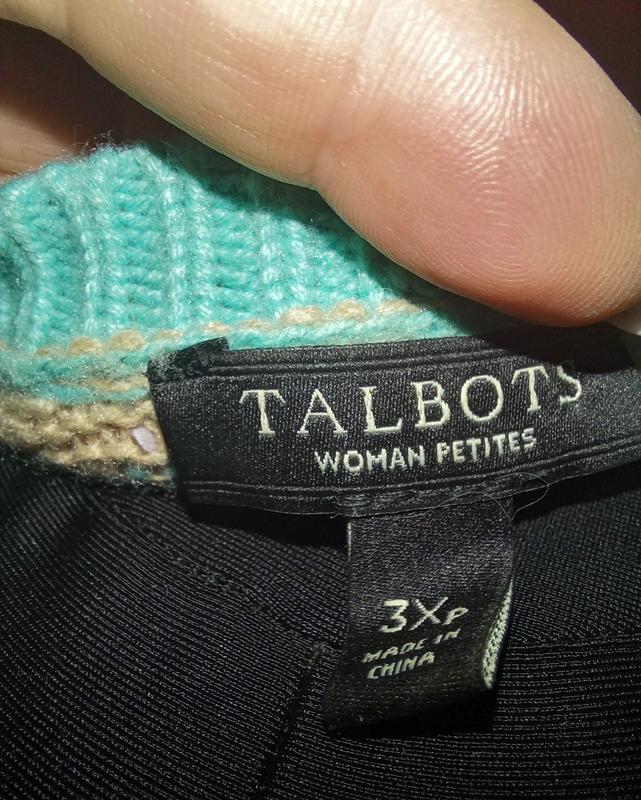 TALBOTS
WOMAN PETITES
3XP
MADE IN
CHINA